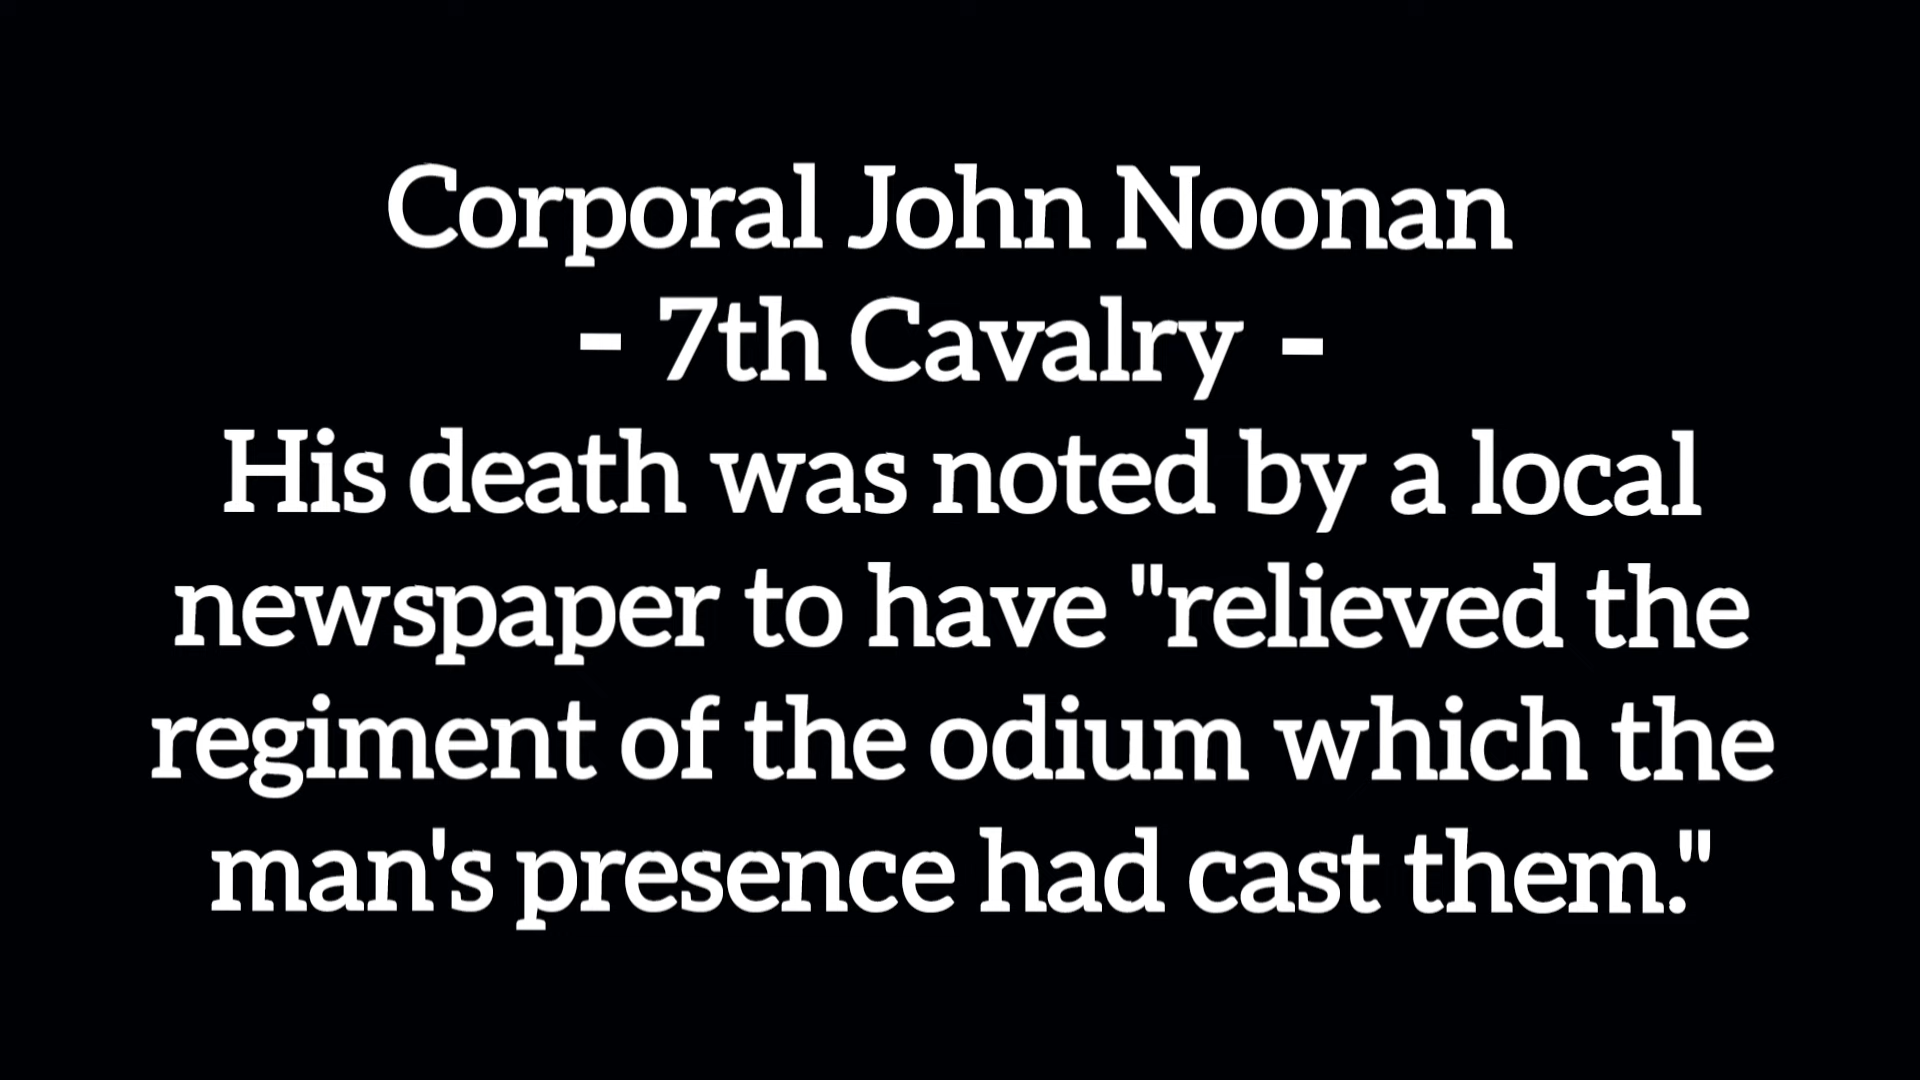 Corporal John Noonan
- 7th Cavalry -
His death was noted by a local
newspaper to have "relieved the
regiment of the odium which the
man's presence had cast them."